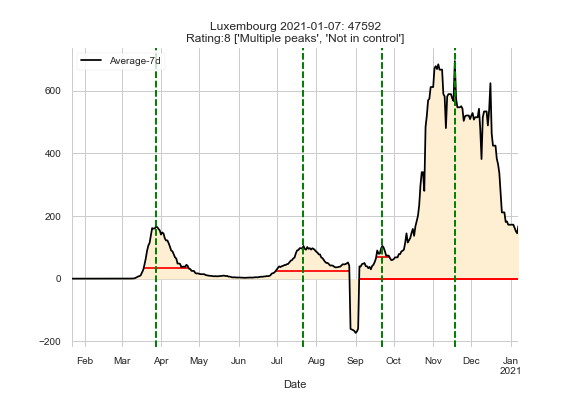 Luxembourg 2021-01-07: 47592
Rating:8 ['Multiple peaks', 'Not in control']
Average-7d
600
400
200
0
−200
Feb Mar Apr May Jun Jul Aug Sep Oct Nov Dec Jan
2021
Date